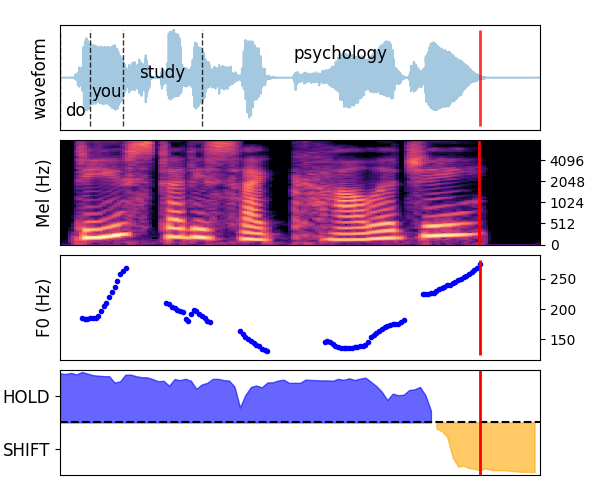 waveform
do
you
study
psychology
Mel (Hz)
4096
2048
1024
512
0
F0 (Hz)
250
200
150
HOLD
SHIFT